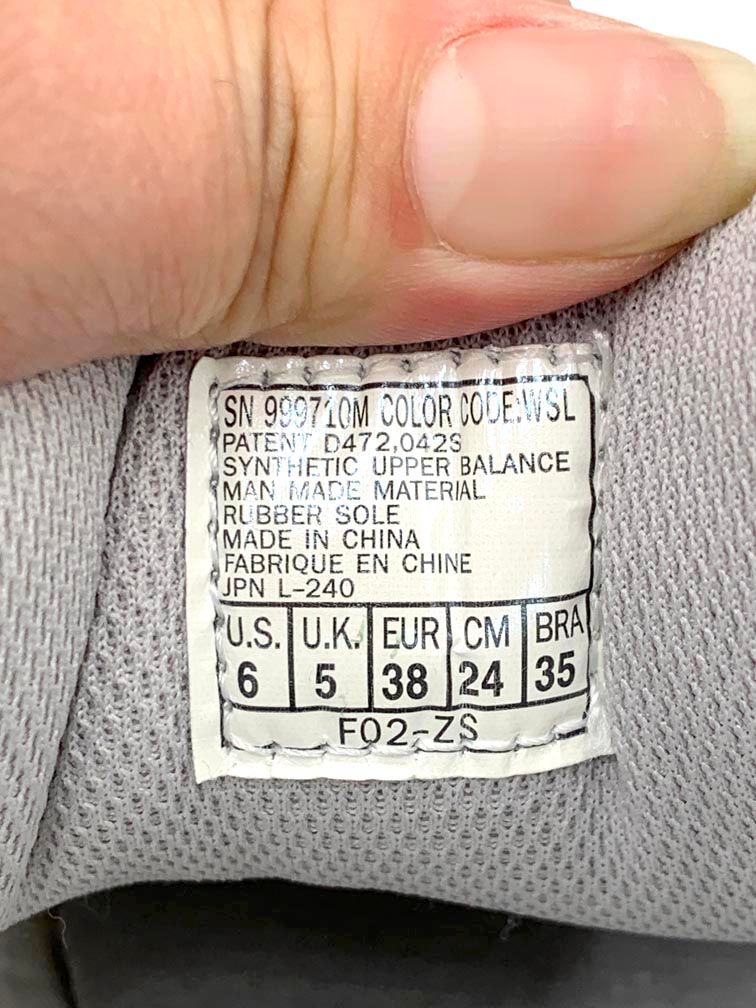 SN 999710M COLOR CODE:WSL
PATENT D472,042S
SYNTHETIC UPPER BALANCE
MAN MADE MATERIAL
RUBBER SOLE
MADE IN CHINA
FABRIQUE EN CHINE
JPN L-240
U.S. U.K. EUR CM BRA
6 5 38 24 35
F02-ZS